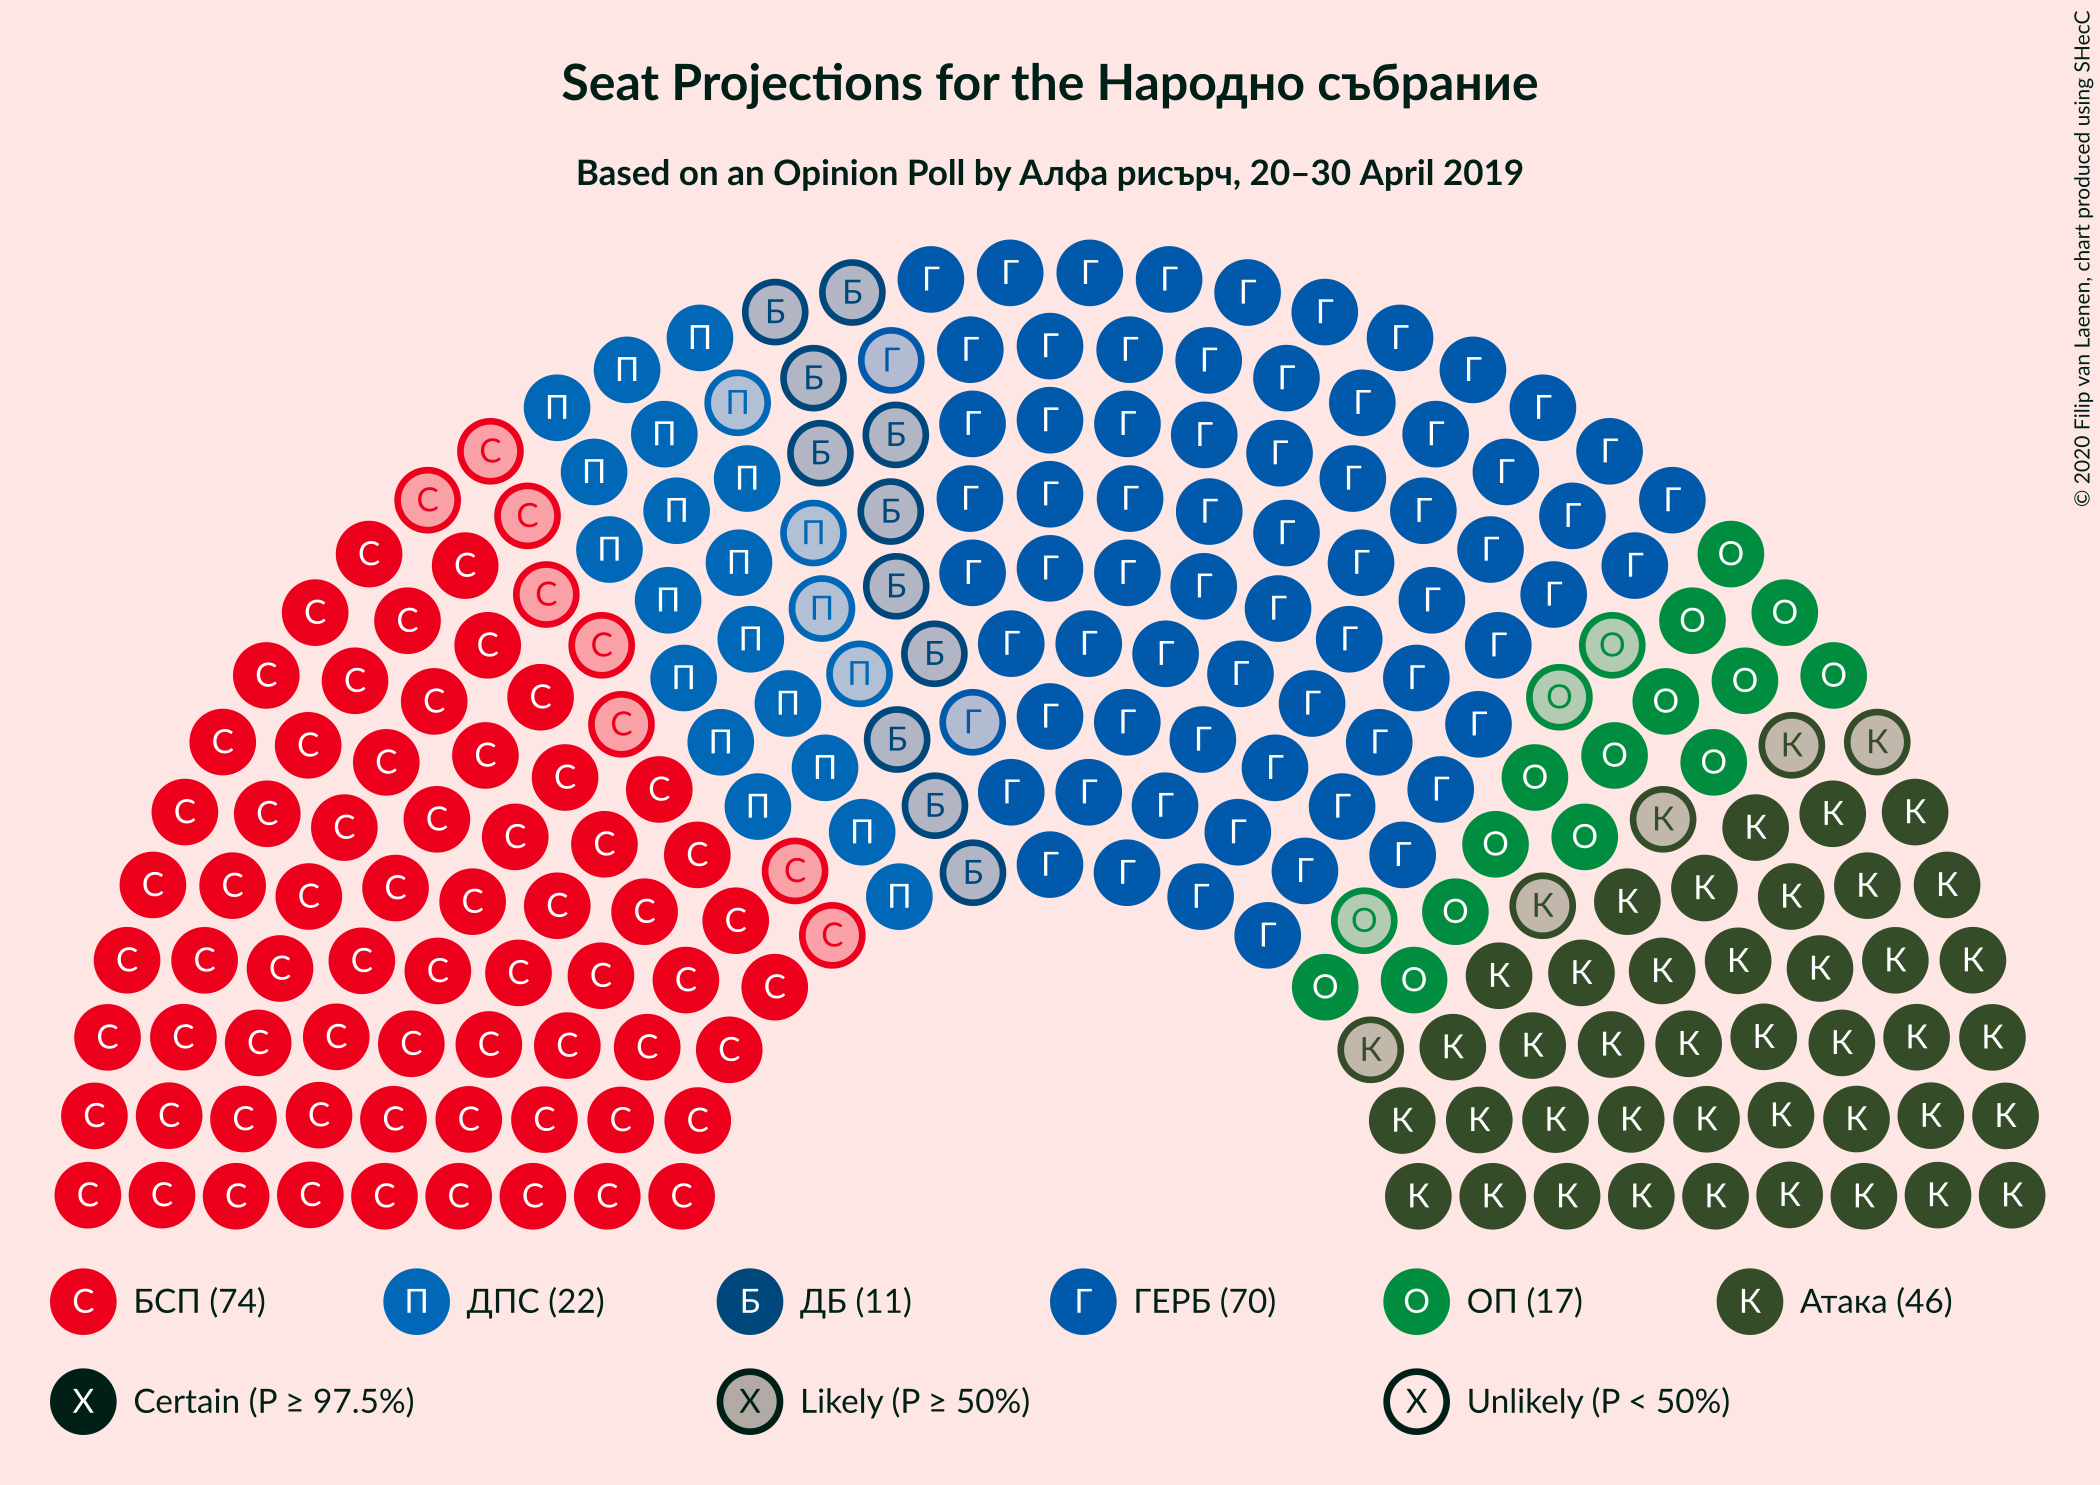 Seat Projections for the Народно събрание
Based on an Opinion Poll by Алфа рисърч, 20–30 April 2019
© 2020 Filip van Laenen, chart produced using SHecC
С БСП (74) П ДПС (22) Б ДБ (11) Г ГЕРБ (70) О ОП (17) К Атака (46)
X Certain (P ≥ 97.5%) X Likely (P ≥ 50%) X Unlikely (P < 50%)